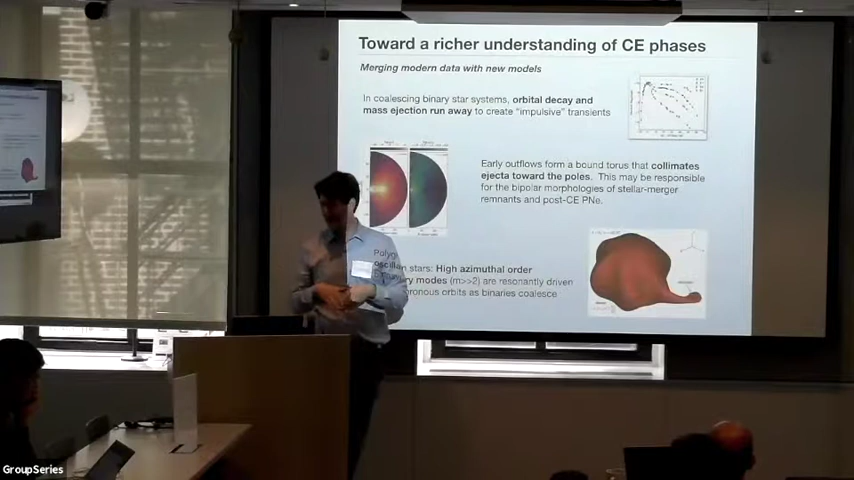 Toward a richer understanding of CE phases
Merging modern data with new models
In coalescing binary star systems, orbital decay and
mass ejection run away to create "impulsive" transients
Early outflows form a bound torus that collimates
ejecta toward the poles. This may be responsible
for the bipolar morphologies of stellar-merger
remnants and post-CE PNe.
stars: High azimuthal order
modes (m>>2) are resonantly driven
orbits as binaries coalesce
GroupSeries